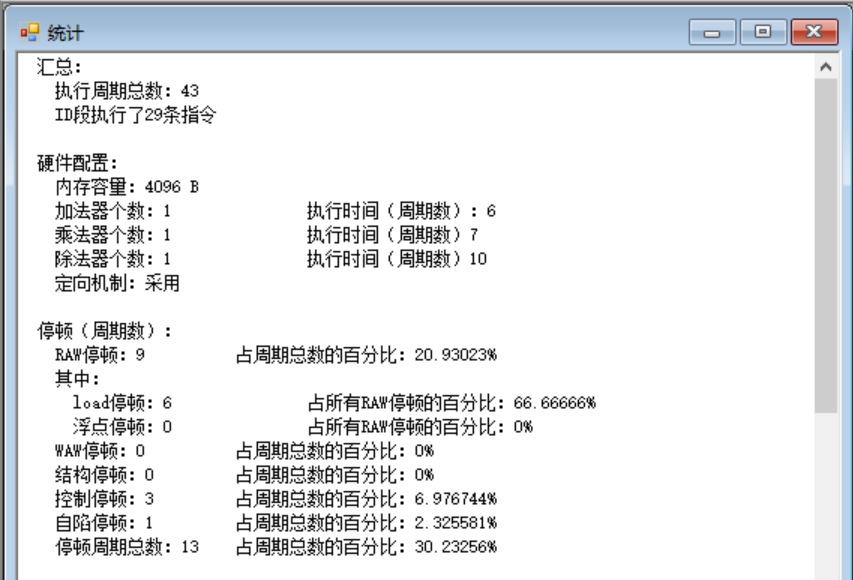 统计
汇总：
执行周期总数：43
ID段执行了29条指令
硬件配置：
内存容量：4096 B
加法器个数：1 执行时间（周期数）：6
乘法器个数：1 执行时间（周期数）7
除法器个数：1 执行时间（周期数）10
定向机制：采用
停顿（周期数）：
RAW停顿：9 占周期总数的百分比：20.93023%
其中：
load停顿：6 占所有RAW停顿的百分比：66.66666%
浮点停顿：0 占所有RAW停顿的百分比：0%
WAW停顿：0 占周期总数的百分比：0%
结构停顿：0 占周期总数的百分比：0%
控制停顿：3 占周期总数的百分比：6.976744%
自陷停顿：1 占周期总数的百分比：2.325581%
停顿周期总数：13 占周期总数的百分比：30.23256%